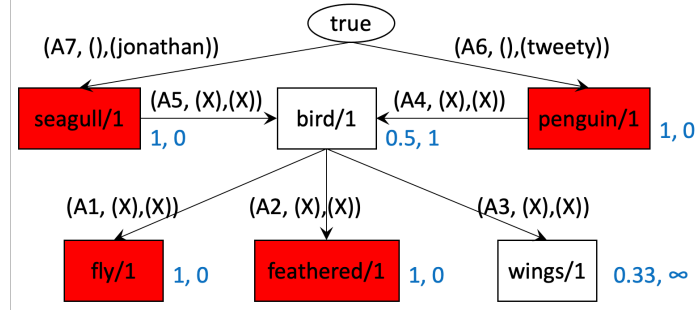 true
(A7, (),(jonathan))
(A6, (),(tweety))
seagull/1
(A5, (X),(X))
bird/1
(A4, (X),(X))
penguin/1
1, 0
0.5, 1
1, 0
(A1, (X),(X))
(A2, (X),(X))
(A3, (X),(X))
fly/1
1, 0
feathered/1
1, 0
wings/1
0.33, ∞